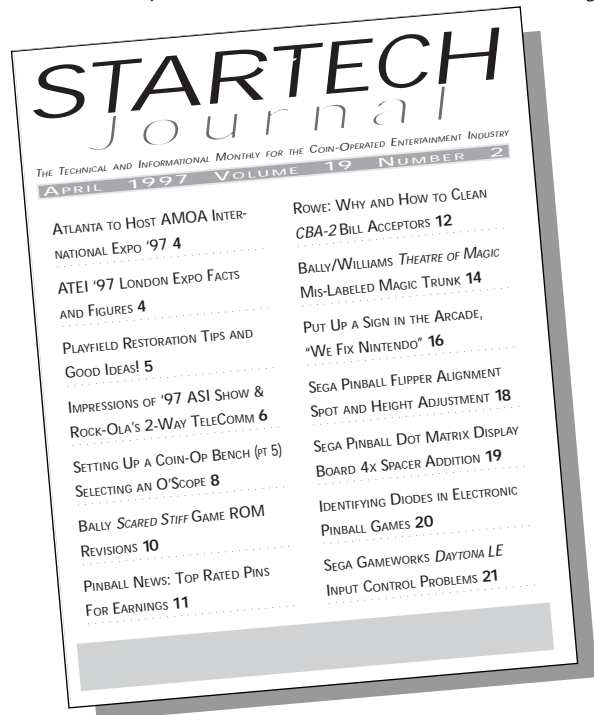 STARTECH
Journal
The Technical and Informational Monthly for the Coin-Operated Entertainment Industry
April 1997 Volume 19 Number 2
Atlanta to Host AMOA Inter-
national Expo '97 4
ATEI '97 London Expo Facts
and Figures 4
Playfield Restoration Tips and
Good Ideas! 5
Impressions of '97 ASI Show &
Rock-Ola's 2-Way TeleComm 6
Setting Up a Coin-Op Bench (pt 5)
Selecting an O'Scope 8
Bally Scared Stiff Game ROM
Revisions 10
Pinball News: Top Rated Pins
For Earnings 11
Rowe: Why and How to Clean
CBA-2 Bill Acceptors 12
Bally/Williams Theatre of Magic
Mis-Labeled Magic Trunk 14
Put Up a Sign in the Arcade,
"We Fix Nintendo" 16
Sega Pinball Flipper Alignment
Spot and Height Adjustment 18
Sega Pinball Dot Matrix Display
Board 4x Spacer Addition 19
Identifying Diodes in Electronic
Pinball Games 20
Sega Gameworks Daytona LE
Input Control Problems 21